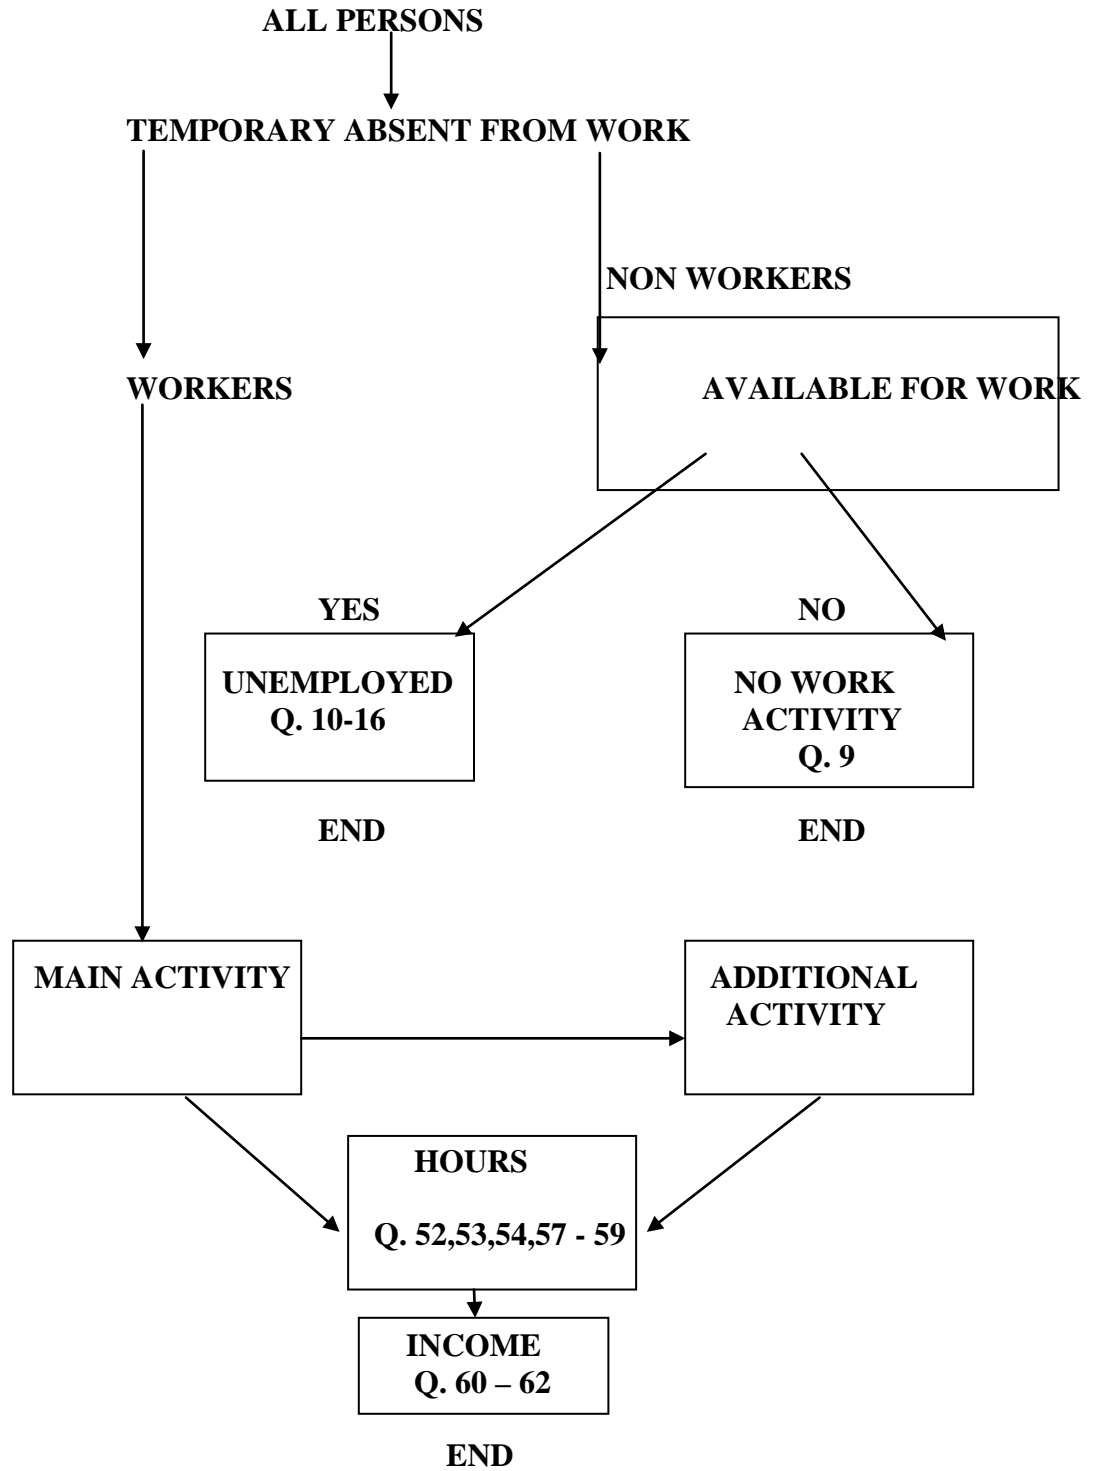 ALL PERSONS
TEMPORARY ABSENT FROM WORK
NON WORKERS
WORKERS
AVAILABLE FOR WORK
YES
NO
UNEMPLOYED
Q. 10-16
NO WORK
ACTIVITY
Q. 9
END
END
MAIN ACTIVITY
ADDITIONAL
ACTIVITY
HOURS
Q. 52,53,54,57 - 59
INCOME
Q. 60 – 62
END